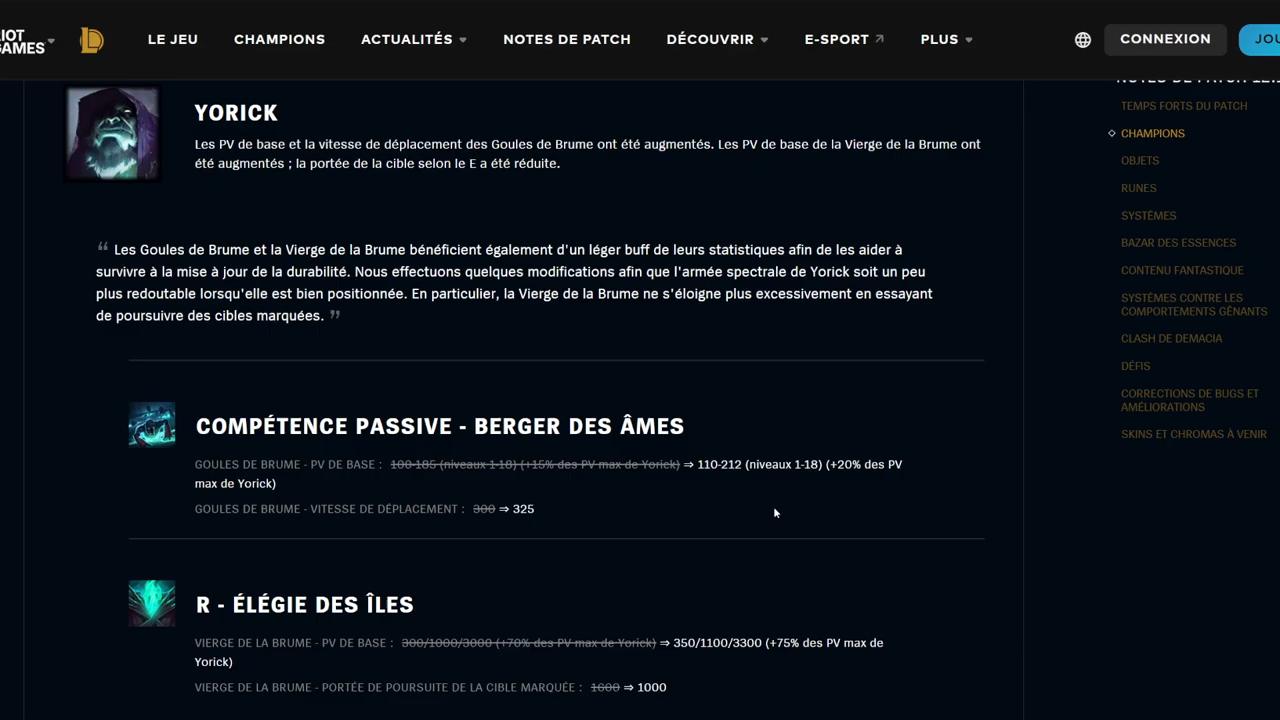 IOT
GAMES
LE JEU
CHAMPIONS
ACTUALITÉS
NOTES DE PATCH
DÉCOUVRIR
E-SPORT
PLUS
CONNEXION
JOU
YORICK
Les PV de base et la vitesse de déplacement des Goules de Brume ont été augmentés. Les PV de base de la Vierge de la Brume ont
été augmentés ; la portée de la cible selon le E a été réduite.
“ Les Goules de Brume et la Vierge de la Brume bénéficient également d'un léger buff de leurs statistiques afin de les aider à
survivre à la mise à jour de la durabilité. Nous effectuons quelques modifications afin que l'armée spectrale de Yorick soit un peu
plus redoutable lorsqu'elle est bien positionnée. En particulier, la Vierge de la Brume ne s'éloigne plus excessivement en essayant
de poursuivre des cibles marquées. ”
COMPÉTENCE PASSIVE - BERGER DES ÂMES
GOULES DE BRUME - PV DE BASE : 100-185 (niveaux 1-18) (+15% des PV max de Yorick) ⇒ 110-212 (niveaux 1-18) (+20% des PV
max de Yorick)
GOULES DE BRUME - VITESSE DE DÉPLACEMENT : 300 ⇒ 325
R - ÉLÉGIE DES ÎLES
VIERGE DE LA BRUME - PV DE BASE : 300/1000/3000 (+70% des PV max de Yorick) ⇒ 350/1100/3300 (+75% des PV max de
Yorick)
VIERGE DE LA BRUME - PORTÉE DE POURSUITE DE LA CIBLE MARQUÉE : 1600 ⇒ 1000
NOTES DE PATCH
TEMPS FORTS DU PATCH
CHAMPIONS
OBJETS
RUNES
SYSTÈMES
BAZAR DES ESSENCES
CONTENU FANTASTIQUE
SYSTÈMES CONTRE LES
COMPORTEMENTS GÊNANTS
CLASH DE DEMACIA
DÉFIS
CORRECTIONS DE BUGS ET
AMÉLIORATIONS
SKINS ET CHROMAS À VENIR